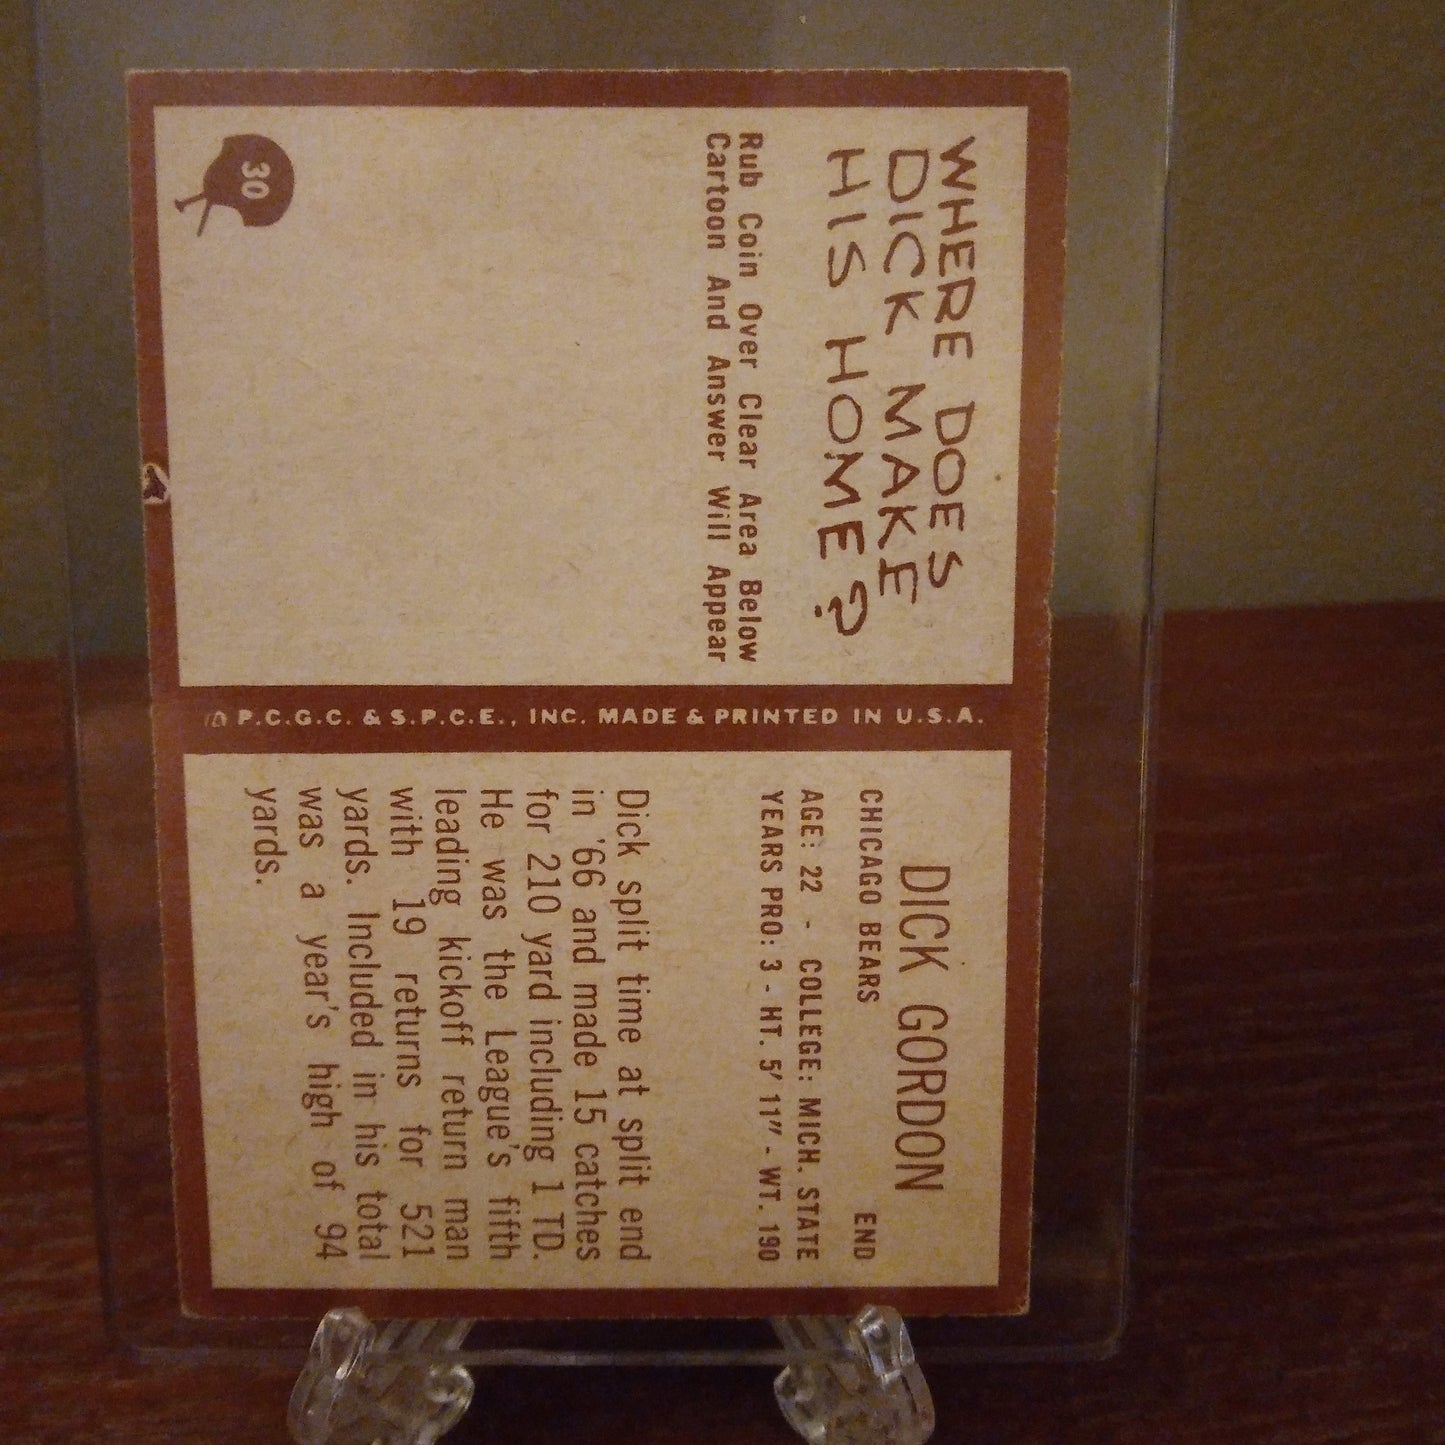 WHERE DOES
DICK MAKE
HIS HOME?
Rub Coin Over Clear Area Below
Cartoon And Answer Will Appear
30
P.C.G.C. & S.P.C.E., INC. MADE & PRINTED IN U.S.A.
DICK GORDON
CHICAGO BEARS END
AGE: 22 - COLLEGE: MICH. STATE
YEARS PRO: 3 - HT. 5' 11" - WT. 190
Dick split time at split end
in '66 and made 15 catches
for 210 yard including 1 TD.
He was the League's fifth
leading kickoff return man
with 19 returns for 521
yards. Included in his total
was a year's high of 94
yards.